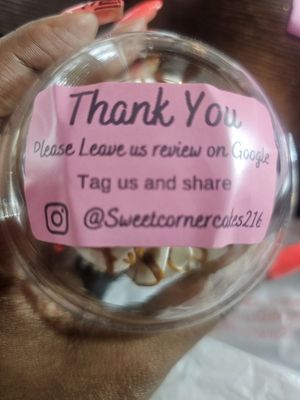 Thank You
Please Leave us review on Google
Tag us and share
@Sweetcornercakes216